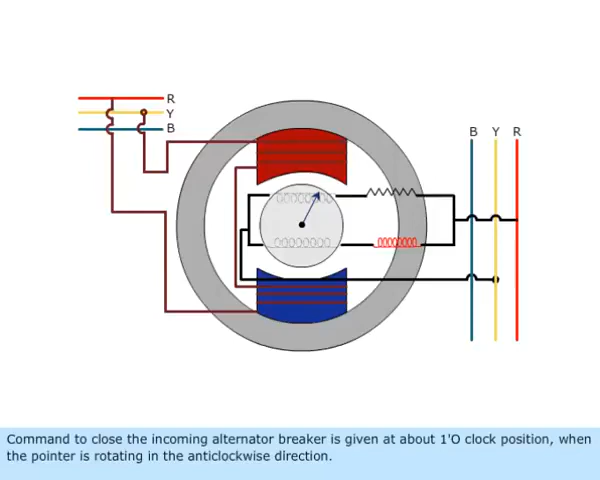 R
Y
B
B Y R
Command to close the incoming alternator breaker is given at about 1'O clock position, when
the pointer is rotating in the anticlockwise direction.